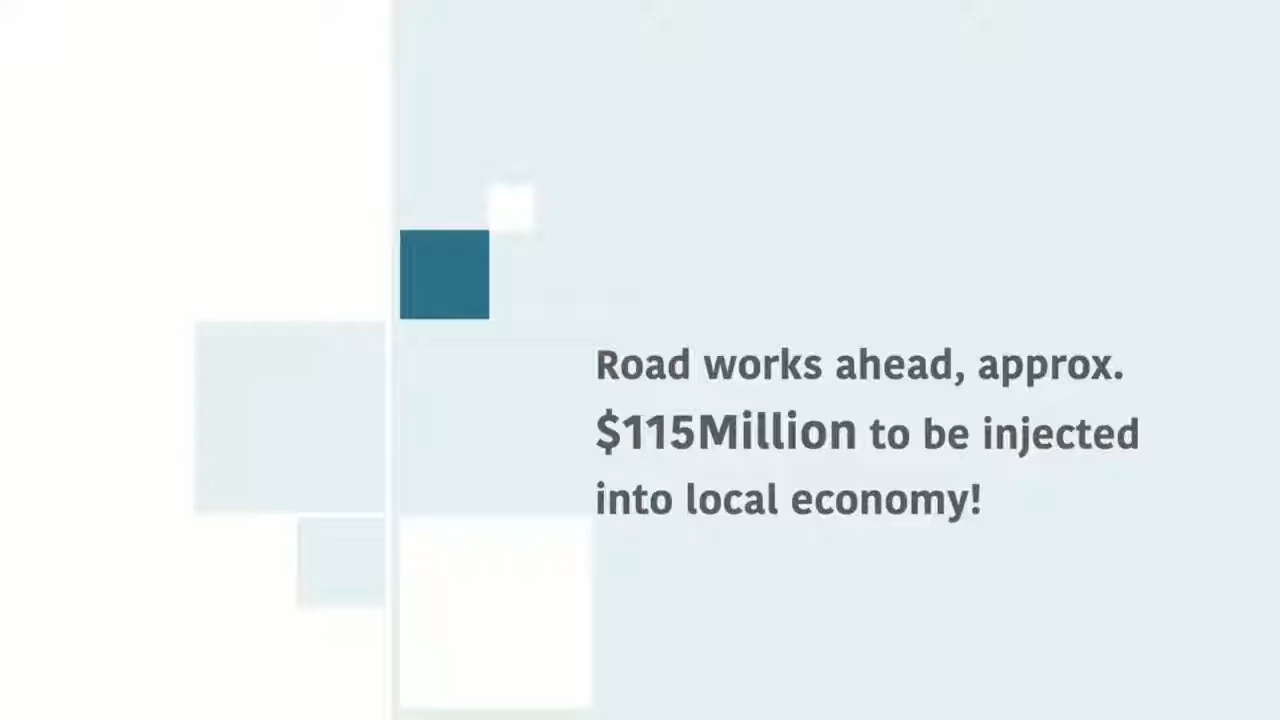 Road works ahead, approx.
$115Million to be injected
into local economy!